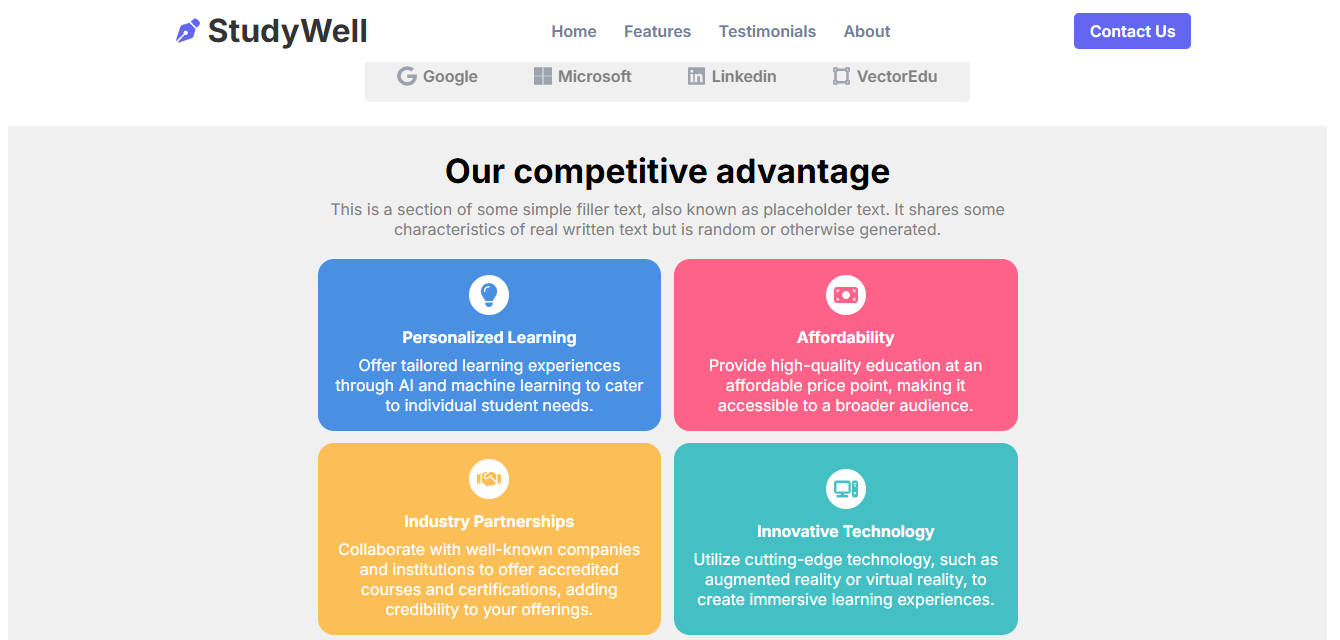 StudyWell
Home
Features
Testimonials
About
Contact Us
Google
Microsoft
Linkedin
VectorEdu
Our competitive advantage
This is a section of some simple filler text, also known as placeholder text. It shares some
characteristics of real written text but is random or otherwise generated.
Personalized Learning
Offer tailored learning experiences
through AI and machine learning to cater
to individual student needs.
Affordability
Provide high-quality education at an
affordable price point, making it
accessible to a broader audience.
Industry Partnerships
Collaborate with well-known companies
and institutions to offer accredited
courses and certifications, adding
credibility to your offerings.
Innovative Technology
Utilize cutting-edge technology, such as
augmented reality or virtual reality, to
create immersive learning experiences.